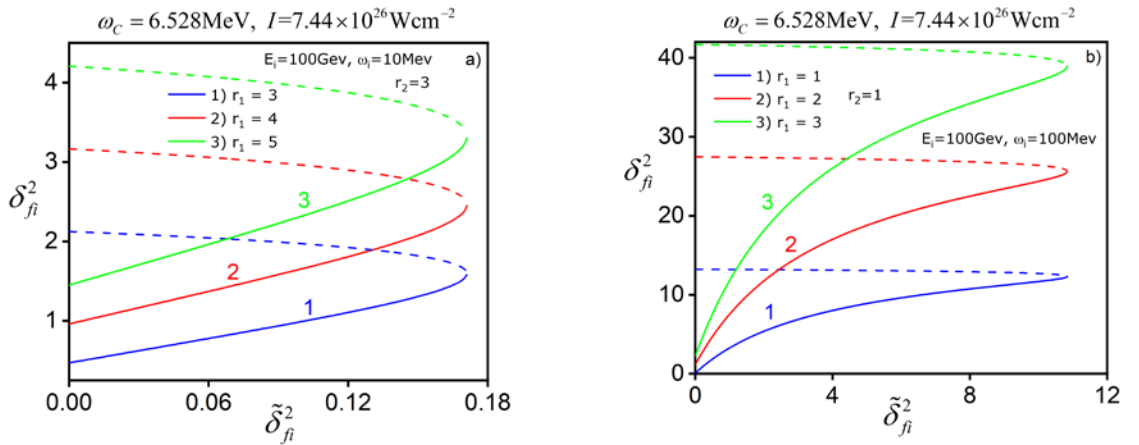 ω_C = 6.528MeV, I=7.44×10^26 Wcm^−2
E_i=100Gev, ω_i=10Mev
a)
r_2=3
1) r_1 = 3
2) r_1 = 4
3) r_1 = 5
4
3
2
1
δ_fi^2
3
2
1
0.00
0.06
0.12
0.18
δ̃_fi^2
ω_C = 6.528MeV, I=7.44×10^26 Wcm^−2
b)
1) r_1 = 1
2) r_1 = 2
3) r_1 = 3
r_2=1
E_i=100Gev, ω_i=100Mev
40
30
20
10
0
δ_fi^2
3
2
1
0
4
8
12
δ̃_fi^2